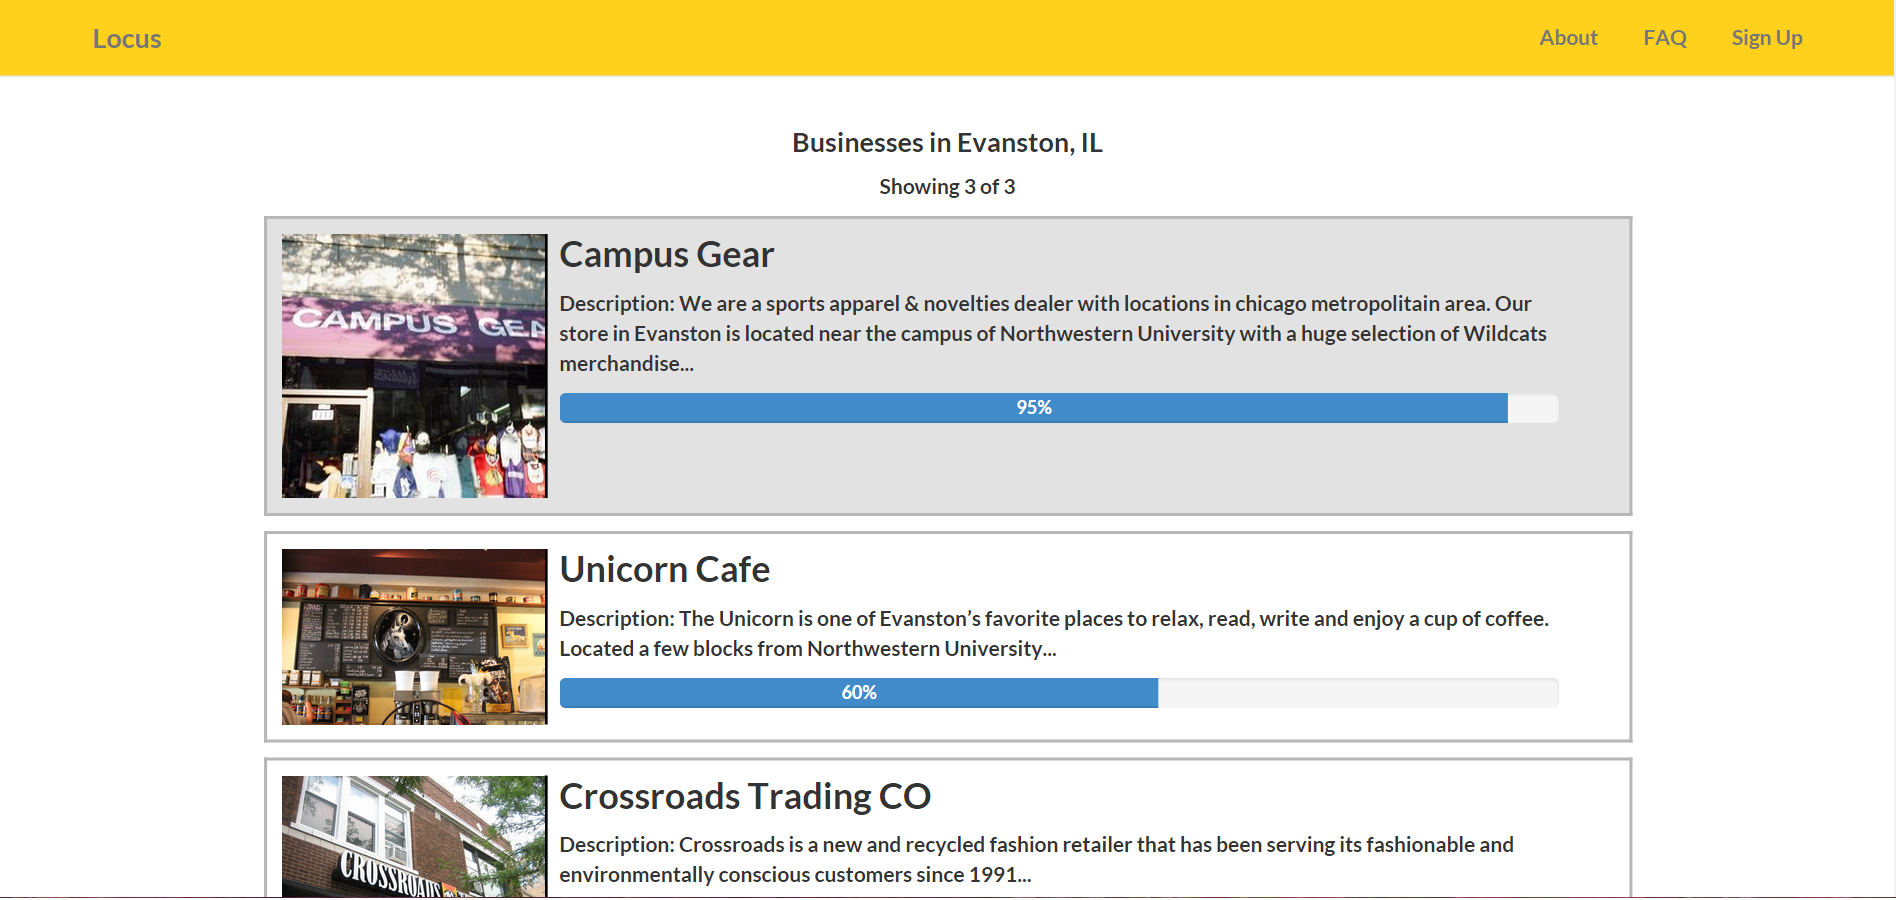 Locus
About
FAQ
Sign Up
Businesses in Evanston, IL
Showing 3 of 3
CAMPUS GEA
Campus Gear
Description: We are a sports apparel & novelties dealer with locations in chicago metropolitain area. Our
store in Evanston is located near the campus of Northwestern University with a huge selection of Wildcats
merchandise...
95%
Unicorn Cafe
Description: The Unicorn is one of Evanston’s favorite places to relax, read, write and enjoy a cup of coffee.
Located a few blocks from Northwestern University...
60%
CROSSROADS
Crossroads Trading CO
Description: Crossroads is a new and recycled fashion retailer that has been serving its fashionable and
environmentally conscious customers since 1991...